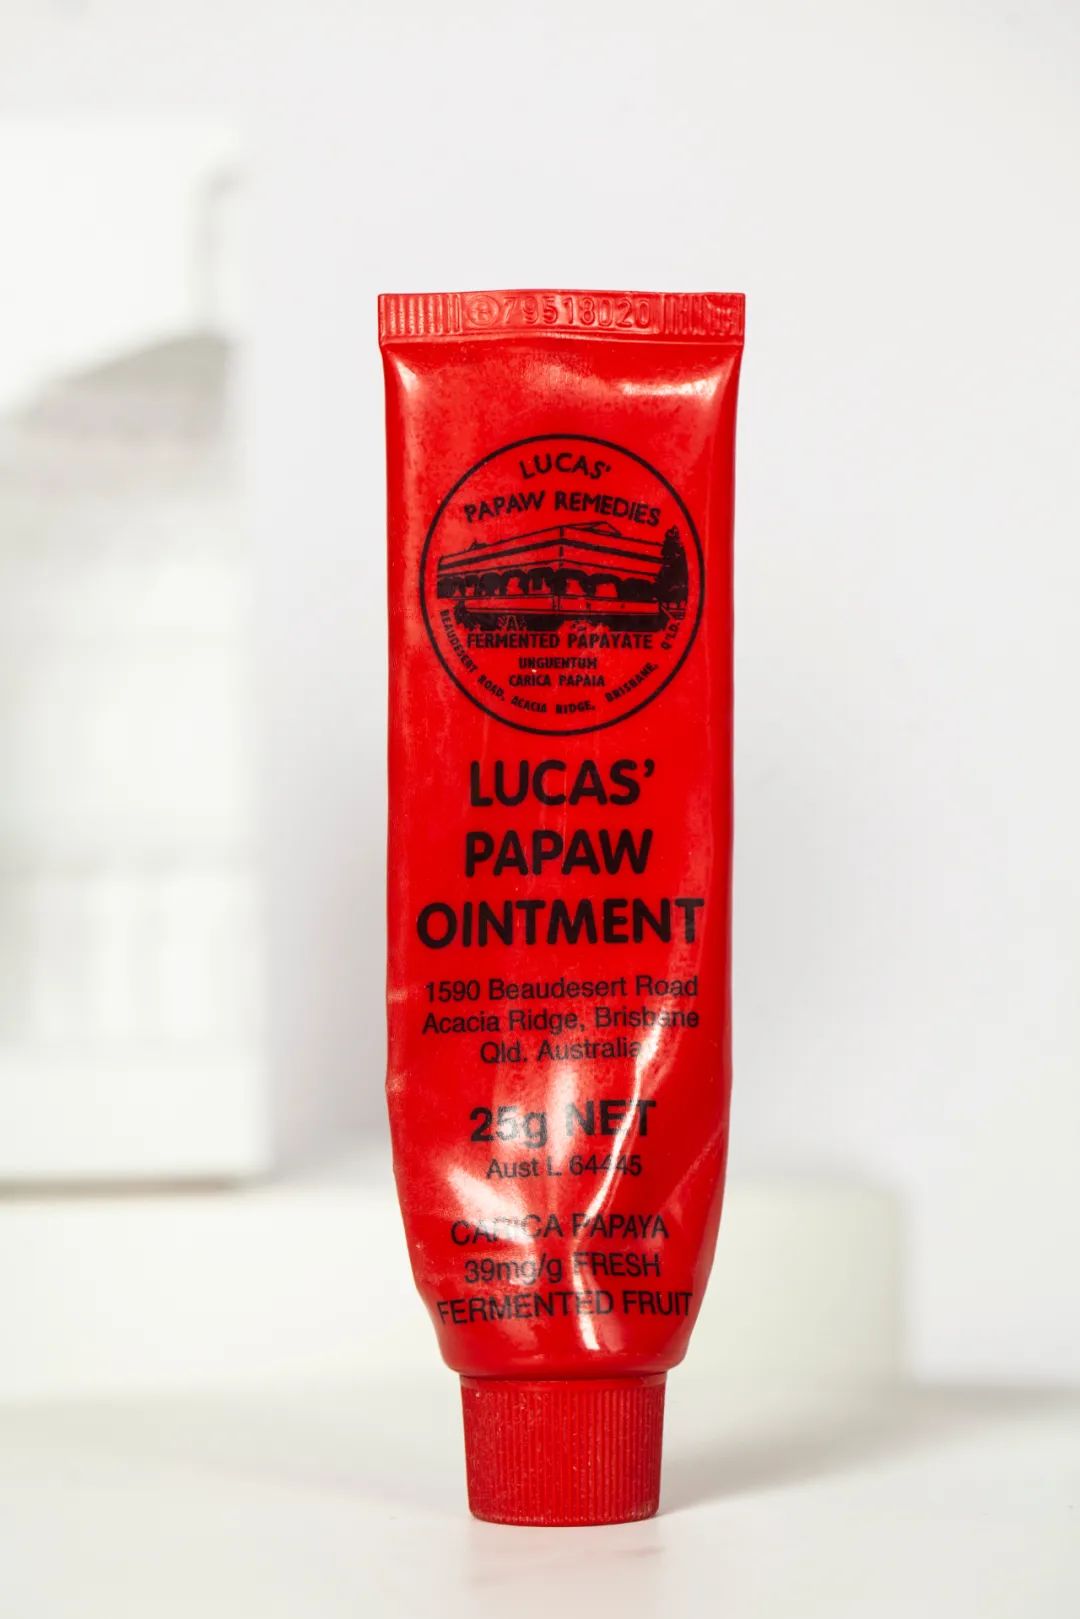 79518020
LUCAS'
PAPAW REMEDIES
FERMENTED PAPAYATE
UNGUENTUM
CARICA PAPAIA
BEAUDESERT ROAD, ACACIA RIDGE, BRISBANE, Q'LD.
LUCAS'
PAPAW
OINTMENT
1590 Beaudesert Road
Acacia Ridge, Brisbane
Qld. Australia
25g NET
Aust L 64445
CARICA PAPAYA
39mg/g FRESH
FERMENTED FRUIT